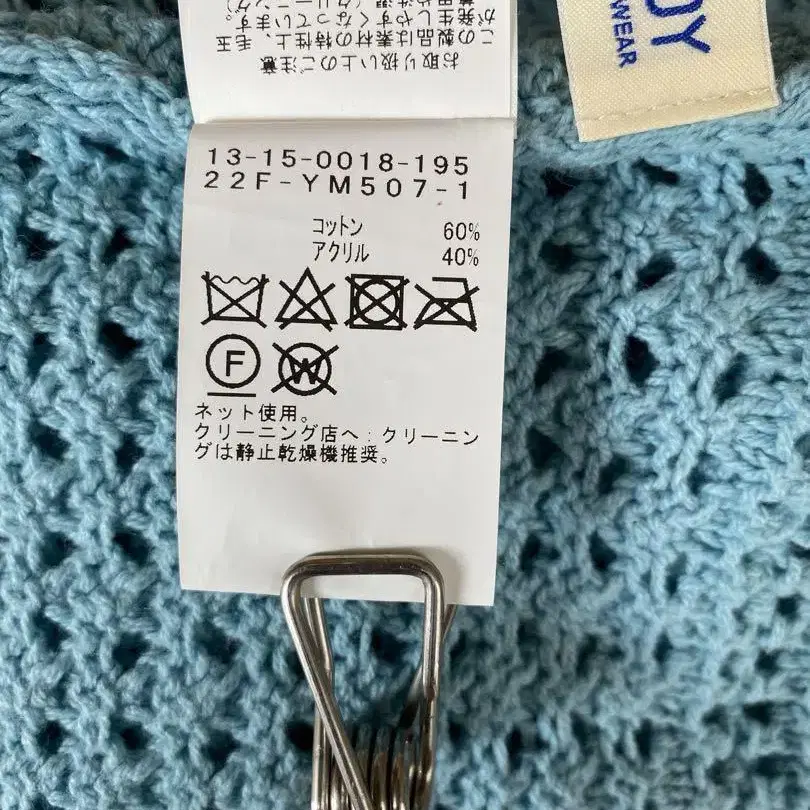 お取り扱い上のご注意
この製品は素材の特性上、毛玉
が発生しやすくなっています。
13-15-0018-195
22F-YM507-1
コットン 60%
アクリル 40%
F
W
ネット使用。
クリーニング店へ：クリーニン
グは静止乾燥機推奨。
DY
WEAR